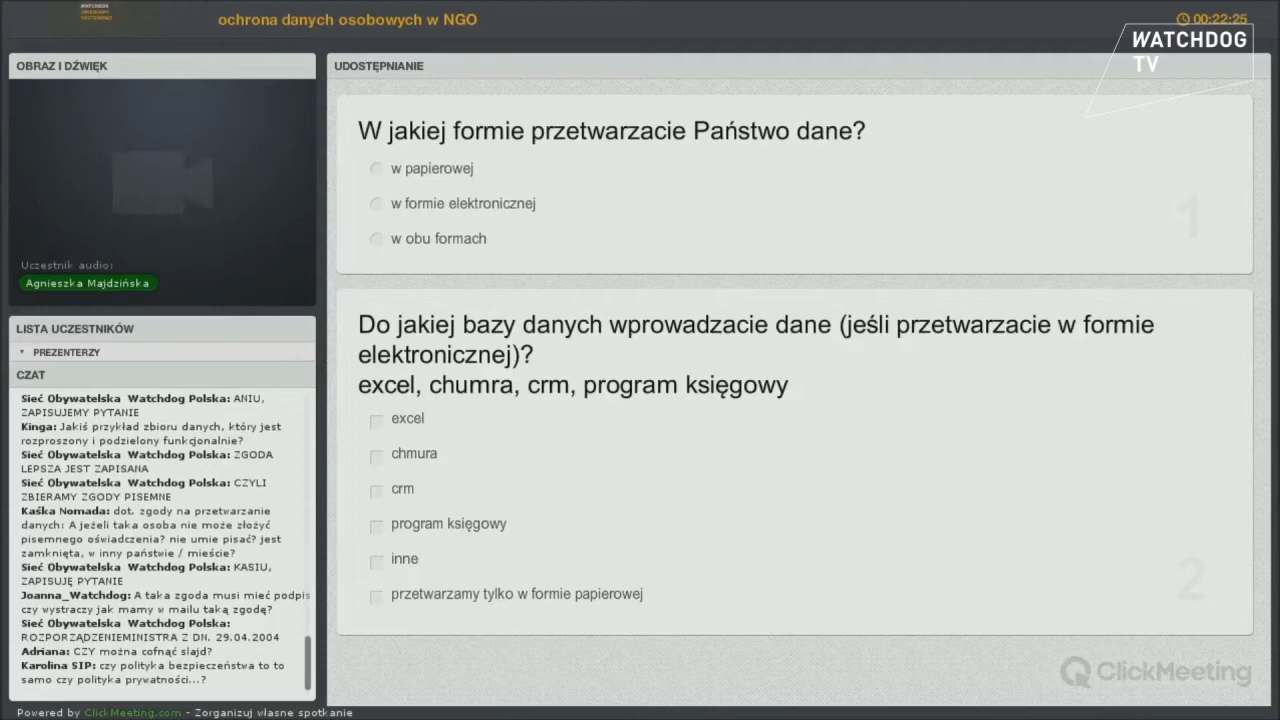 WATCHDOG
ochrona danych osobowych w NGO
00:22:25
WATCHDOG
TV
OBRAZ I DŹWIĘK
Uczestnik audio:
Agnieszka Majdzińska
LISTA UCZESTNIKÓW
PREZENTERZY
CZAT
Sieć Obywatelska Watchdog Polska: ANIU,
ZAPISUJEMY PYTANIE
Kinga: Jakiś przykład zbioru danych, który jest
rozproszony i podzielony funkcjonalnie?
Sieć Obywatelska Watchdog Polska: ZGODA
LEPSZA JEST ZAPISANA
Sieć Obywatelska Watchdog Polska: CZYLI
ZBIERAMY ZGODY PISEMNE
Kaśka Nomada: dot. zgody na przetwarzanie
danych: A jeżeli taka osoba nie może złożyć
pisemnego oświadczenia? nie umie pisać? jest
zamknięta, w inny państwie / mieście?
Sieć Obywatelska Watchdog Polska: KASIU,
ZAPISUJĘ PYTANIE
Joanna_Watchdog: A taka zgoda musi mieć podpis
czy wystraczy jak mamy w mailu taką zgodę?
Sieć Obywatelska Watchdog Polska:
ROZPORZĄDZENIEMINISTRA Z DN. 29.04.2004
Adriana: CZY można cofnąć slajd?
Karolina SIP: czy polityka bezpieczeństwa to to
samo czy polityka prywatności...?
UDOSTĘPNIANIE
W jakiej formie przetwarzacie Państwo dane?
w papierowej
w formie elektronicznej
w obu formach
1
Do jakiej bazy danych wprowadzacie dane (jeśli przetwarzacie w formie
elektronicznej)?
excel, chumra, crm, program księgowy
excel
chmura
crm
program księgowy
inne
przetwarzamy tylko w formie papierowej
2
ClickMeeting
Powered by ClickMeeting.com - Zorganizuj własne spotkanie